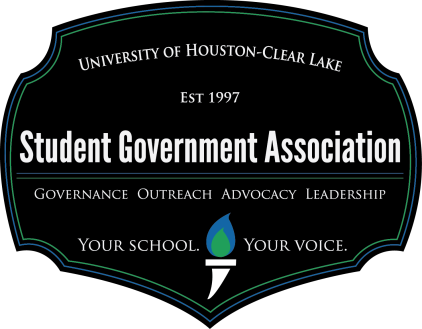 University of Houston-Clear Lake
Est 1997
Student Government Association
Governance Outreach Advocacy Leadership
Your school. Your voice.